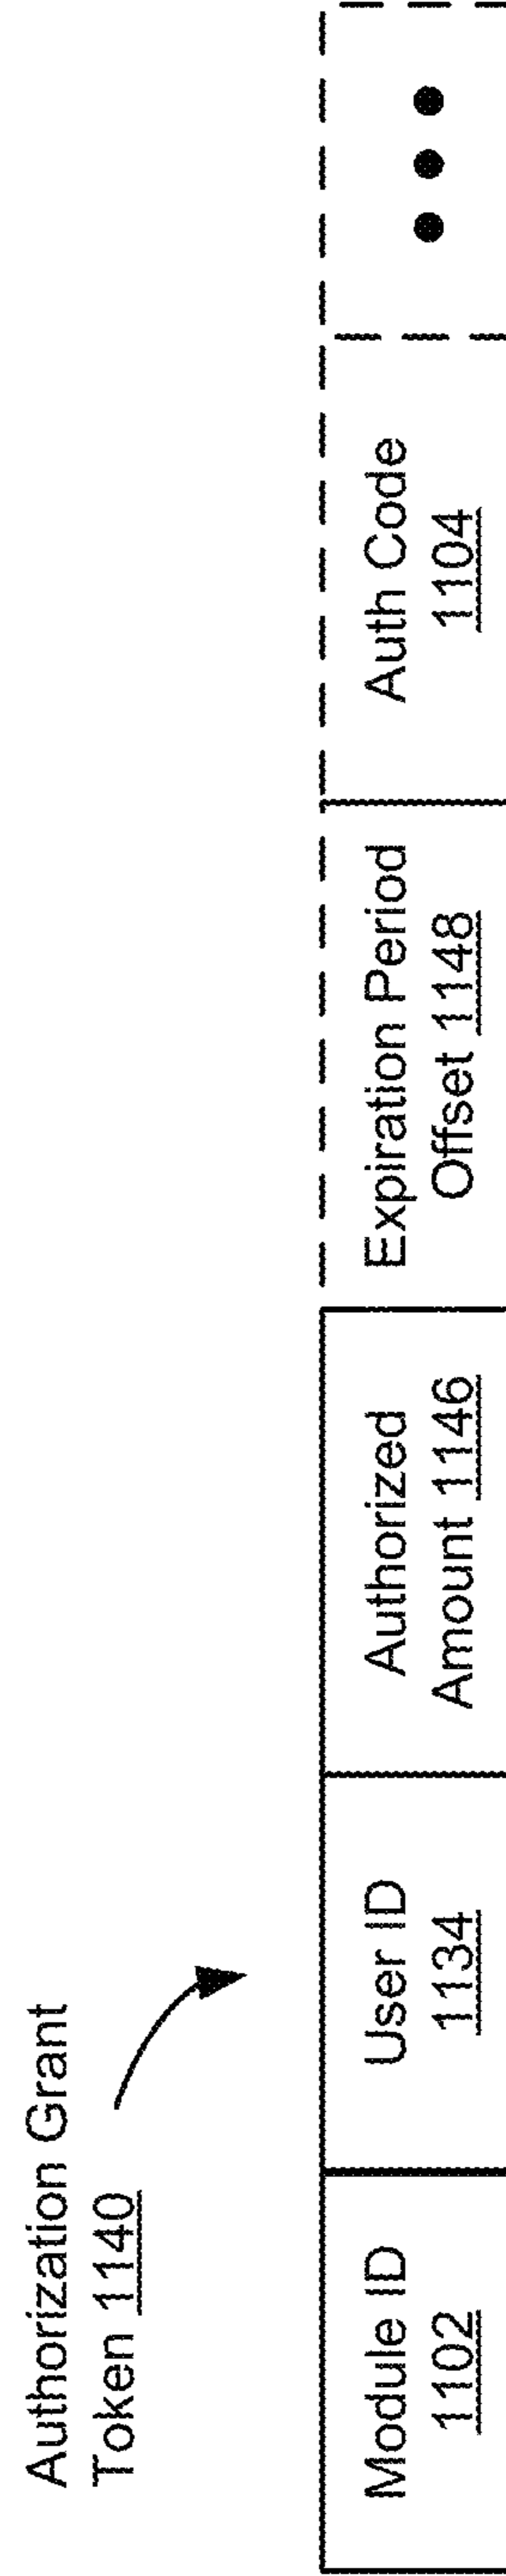 Authorization Grant
Token 1140
Module ID
1102
User ID
1134
Authorized
Amount 1146
Expiration Period
Offset 1148
Auth Code
1104